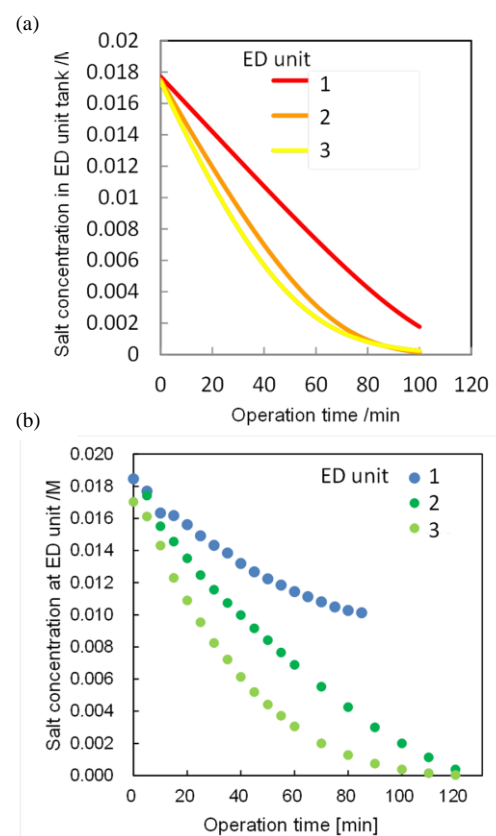 (a)
Salt concentration in ED unit tank /M
0.02
0.018
0.016
0.014
0.012
0.01
0.008
0.006
0.004
0.002
0
ED unit
1
2
3
0 20 40 60 80 100 120
Operation time /min
(b)
Salt concentration at ED unit /M
0.020
0.018
0.016
0.014
0.012
0.010
0.008
0.006
0.004
0.002
0.000
ED unit
1
2
3
0 20 40 60 80 100 120
Operation time [min]